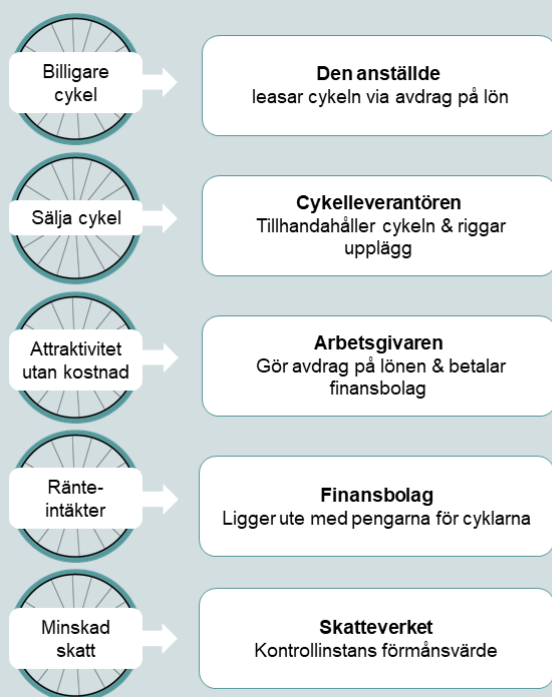 Billigare
cykel
Den anställde
leasar cykeln via avdrag på lön
Sälja cykel
Cykelleverantören
Tillhandahåller cykeln & riggar
upplägg
Attraktivitet
utan kostnad
Arbetsgivaren
Gör avdrag på lönen & betalar
finansbolag
Ränte-
intäkter
Finansbolag
Ligger ute med pengarna för cyklarna
Minskad
skatt
Skatteverket
Kontrollinstans förmånsvärde